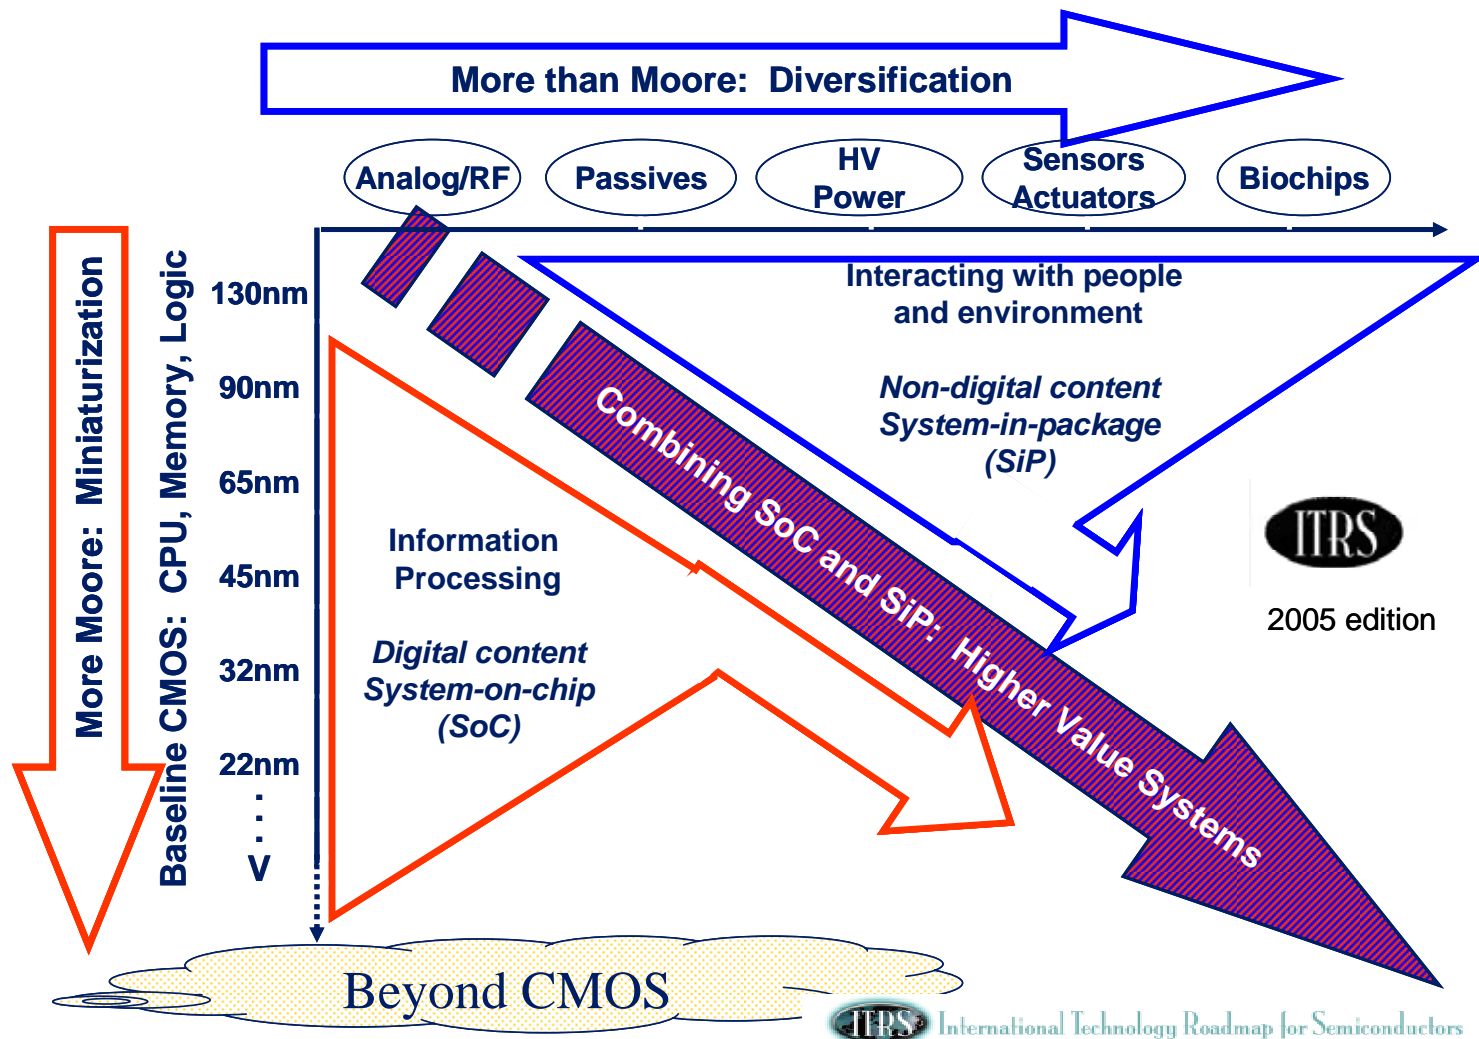 More than Moore:  Diversification
Analog/RF
Passives
HV
Power
Sensors
Actuators
Biochips
More Moore:  Miniaturization
Baseline CMOS:  CPU, Memory, Logic
130nm
90nm
65nm
45nm
32nm
22nm
.
.
.
V
Interacting with people
and environment
Non-digital content
System-in-package
(SiP)
Combining SoC and SiP:  Higher Value Systems
Information
Processing
Digital content
System-on-chip
(SoC)
ITRS
2005 edition
Beyond CMOS
ITRS International Technology Roadmap for Semiconductors